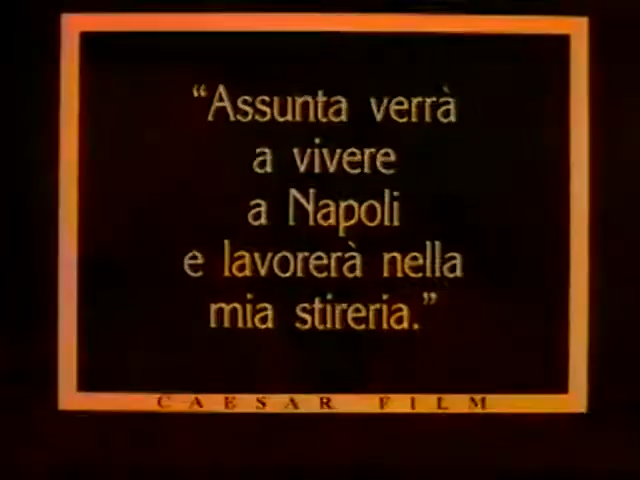 “Assunta verrà
a vivere
a Napoli
e lavorerà nella
mia stireria.”
CAESAR FILM